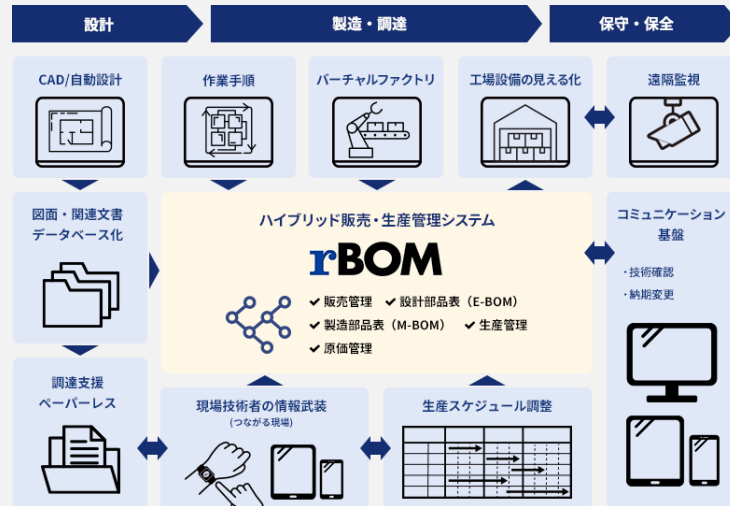 設計
製造・調達
保守・保全
CAD/自動設計
作業手順
バーチャルファクトリ
工場設備の見える化
遠隔監視
図面・関連文書
データベース化
ハイブリッド販売・生産管理システム
rBOM
販売管理
設計部品表（E-BOM）
製造部品表（M-BOM）
生産管理
原価管理
コミュニケーション
基盤
・技術確認
・納期変更
調達支援
ペーパーレス
現場技術者の情報武装
(つながる現場)
生産スケジュール調整